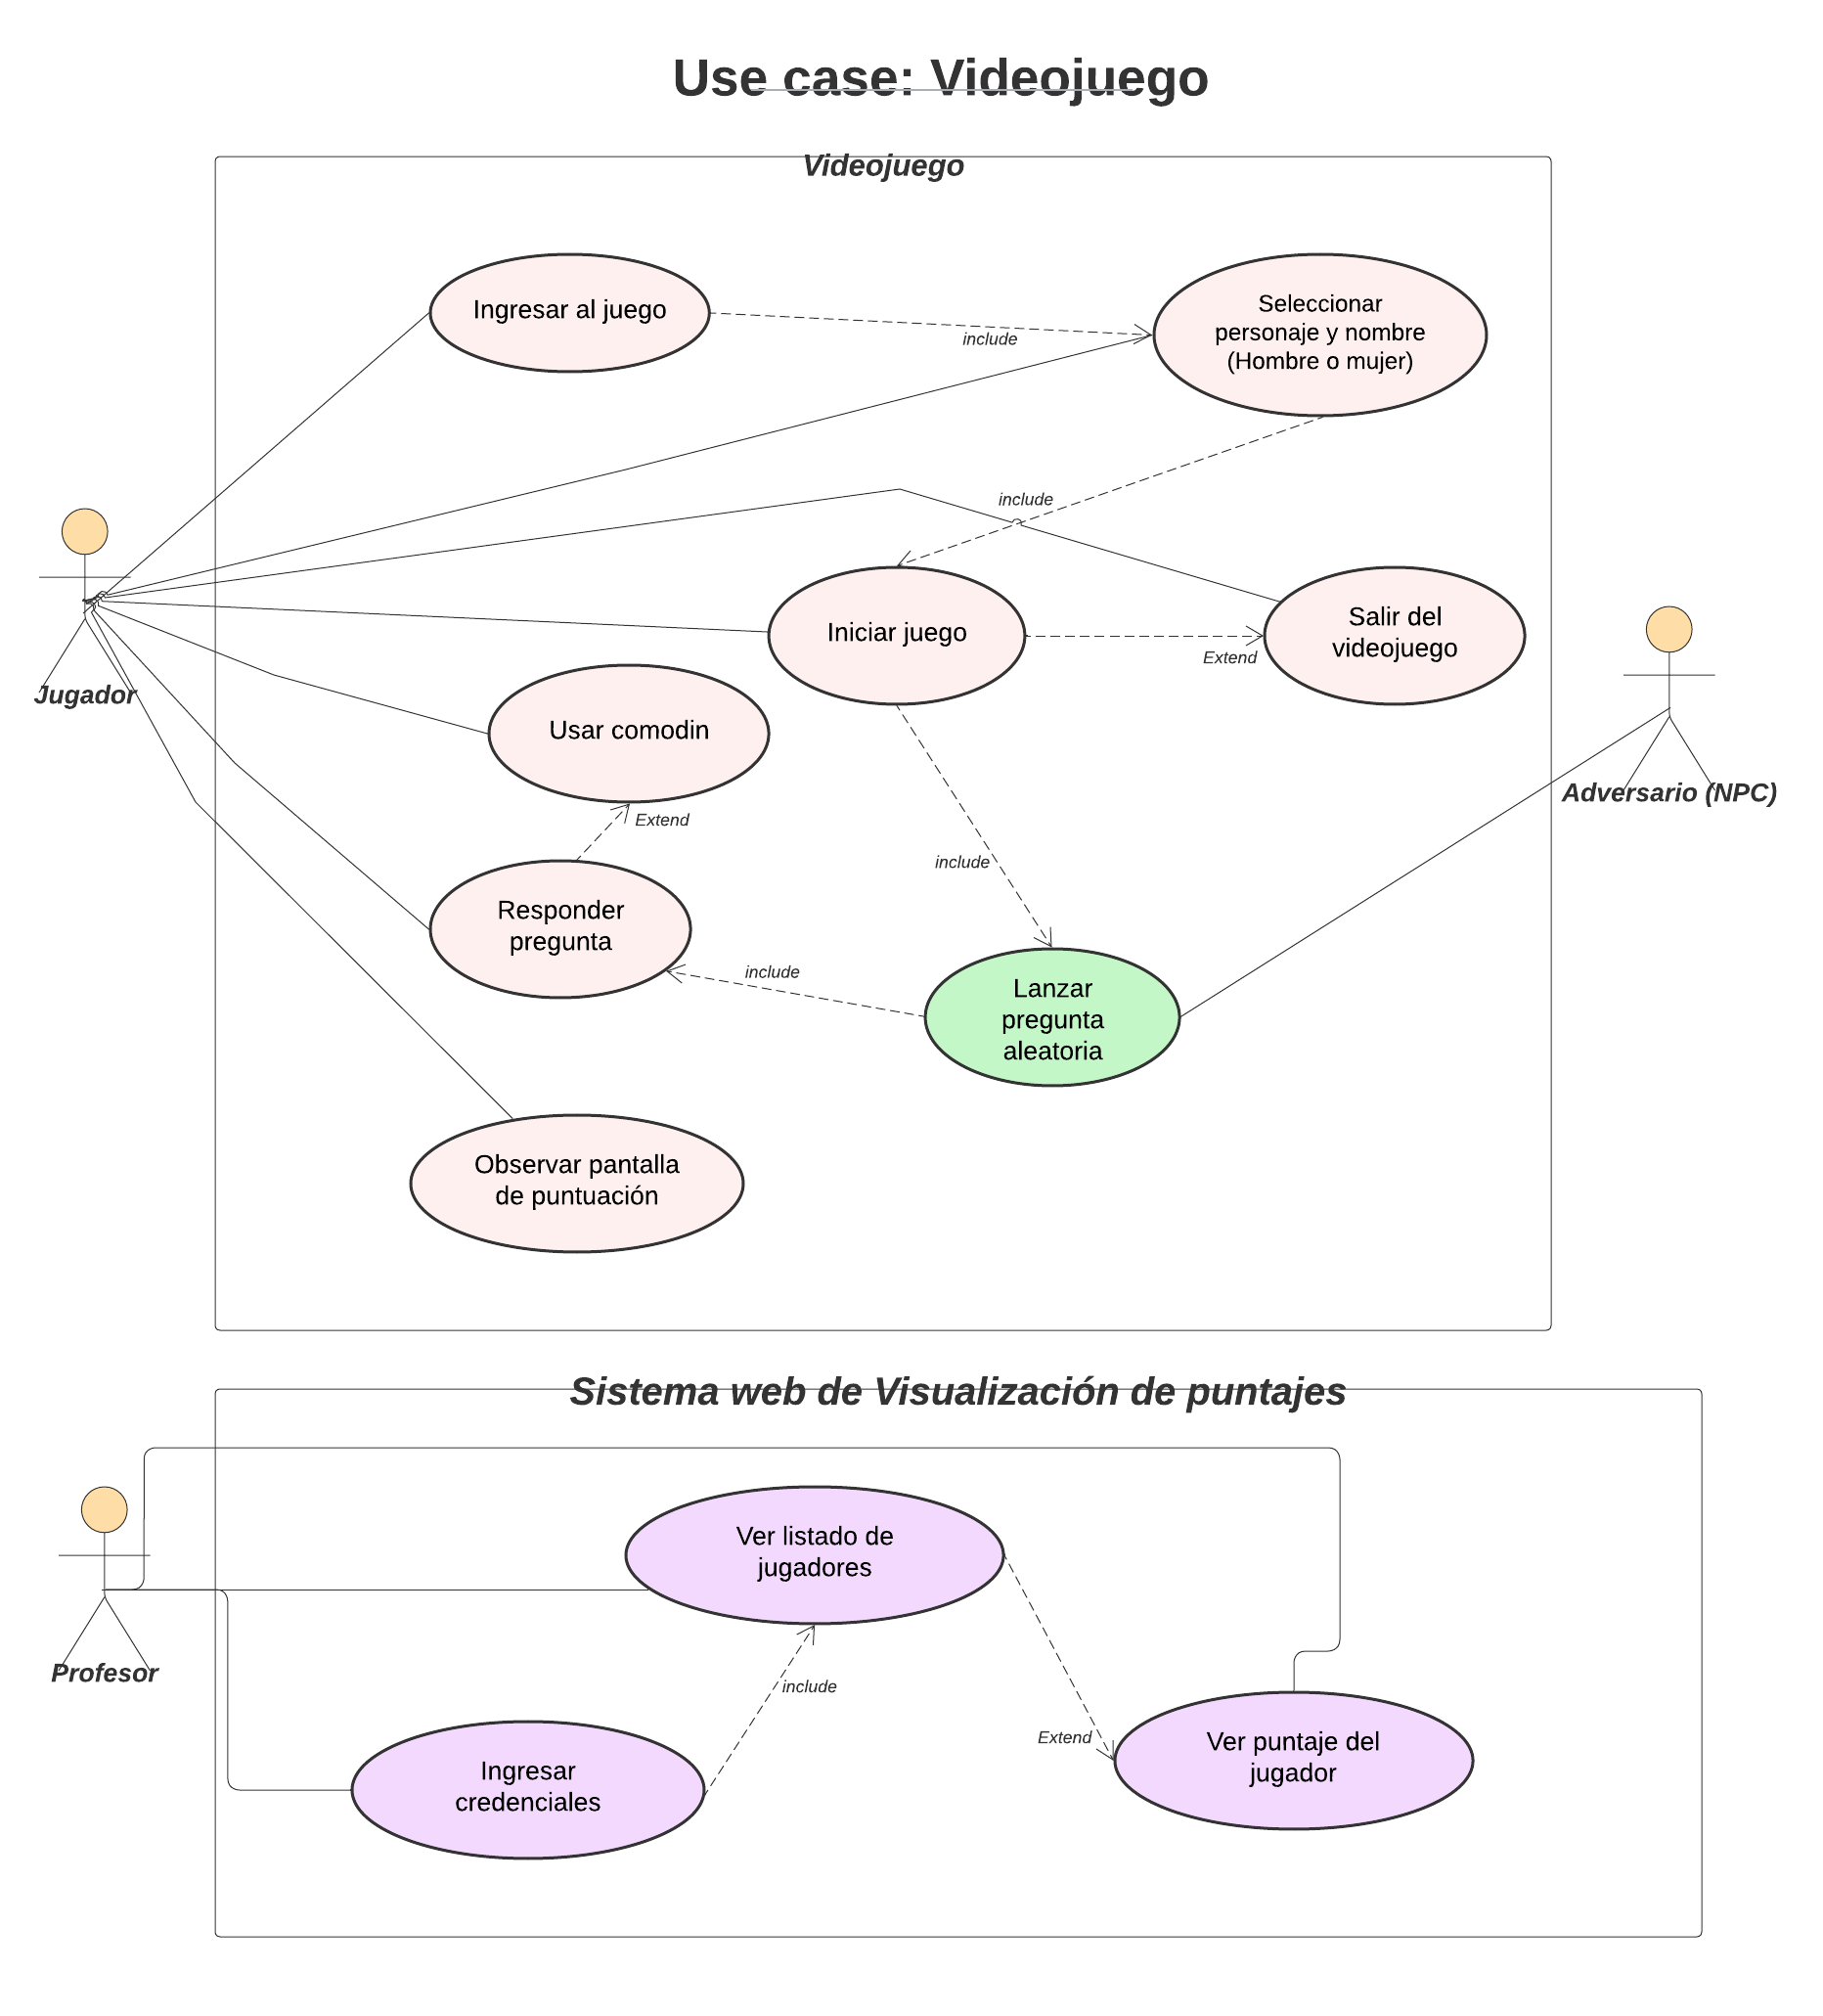 Use case: Videojuego
Videojuego
Ingresar al juego
include
Seleccionar
personaje y nombre
(Hombre o mujer)
include
Jugador
Iniciar juego
Extend
Salir del
videojuego
Adversario (NPC)
Usar comodin
Extend
include
Responder
pregunta
include
Lanzar
pregunta
aleatoria
Observar pantalla
de puntuación
Sistema web de Visualización de puntajes
Ver listado de
jugadores
Profesor
include
Extend
Ver puntaje del
jugador
Ingresar
credenciales